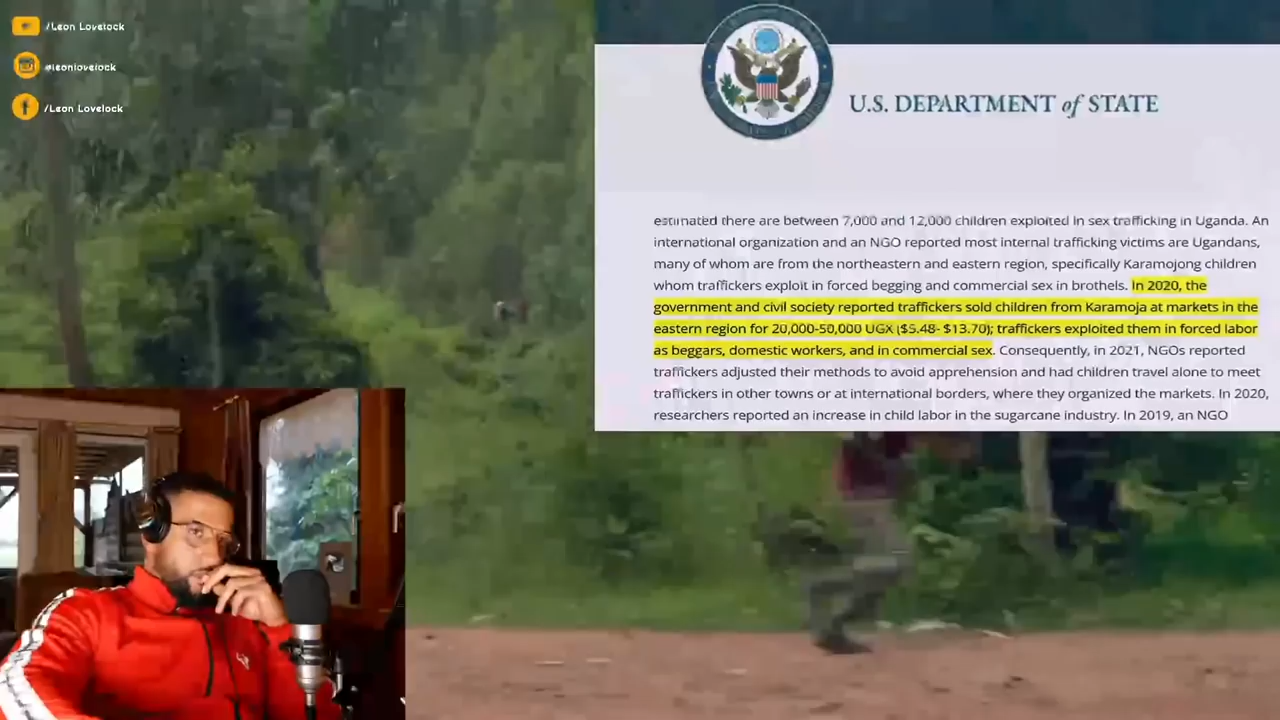 /Leon Lovelock
@leonlovelock
/Leon Lovelock
U.S. DEPARTMENT of STATE
estimated there are between 7,000 and 12,000 children exploited in sex trafficking in Uganda. An
international organization and an NGO reported most internal trafficking victims are Ugandans,
many of whom are from the northeastern and eastern region, specifically Karamojong children
whom traffickers exploit in forced begging and commercial sex in brothels. In 2020, the
government and civil society reported traffickers sold children from Karamoja at markets in the
eastern region for 20,000-50,000 UGX ($5.48- $13.70); traffickers exploited them in forced labor
as beggars, domestic workers, and in commercial sex. Consequently, in 2021, NGOs reported
traffickers adjusted their methods to avoid apprehension and had children travel alone to meet
traffickers in other towns or at international borders, where they organized the markets. In 2020,
researchers reported an increase in child labor in the sugarcane industry. In 2019, an NGO